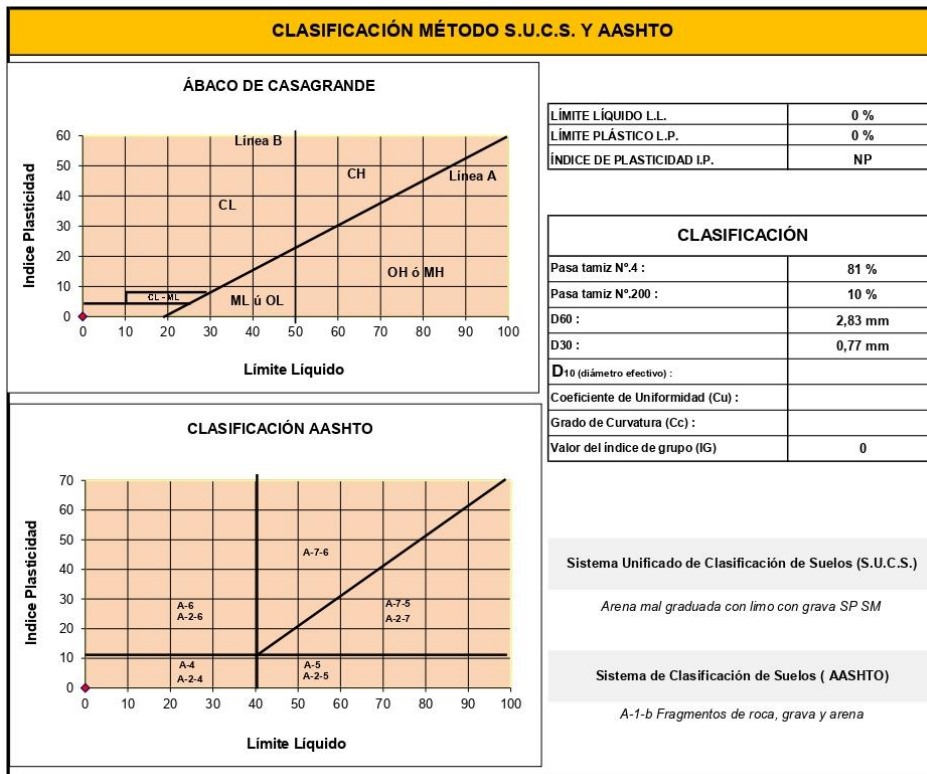 CLASIFICACIÓN MÉTODO S.U.C.S. Y AASHTO
ÁBACO DE CASAGRANDE
Indice Plasticidad
60
50
40
30
20
10
0
Línea B
CH
Línea A
CL
OH ó MH
CL - ML
ML ú OL
0 10 20 30 40 50 60 70 80 90 100
Límite Líquido
LÍMITE LÍQUIDO L.L. 0 %
LÍMITE PLÁSTICO L.P. 0 %
ÍNDICE DE PLASTICIDAD I.P. NP
CLASIFICACIÓN
Pasa tamiz Nº.4 : 81 %
Pasa tamiz Nº.200 : 10 %
D60 : 2,83 mm
D30 : 0,77 mm
D10 (diámetro efectivo) :
Coeficiente de Uniformidad (Cu) :
Grado de Curvatura (Cc) :
Valor del índice de grupo (IG) 0
CLASIFICACIÓN AASHTO
Indice Plasticidad
70
60
50
40
30
20
10
0
A-7-6
A-6
A-2-6
A-7-5
A-2-7
A-4
A-2-4
A-5
A-2-5
0 10 20 30 40 50 60 70 80 90 100
Límite Líquido
Sistema Unificado de Clasificación de Suelos (S.U.C.S.)
Arena mal graduada con limo con grava SP SM
Sistema de Clasificación de Suelos ( AASHTO)
A-1-b Fragmentos de roca, grava y arena